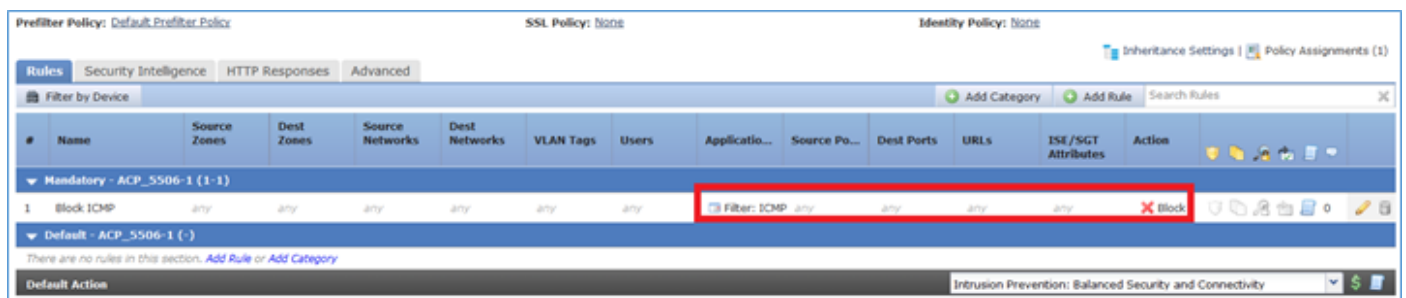 Prefilter Policy: Default Prefilter Policy SSL Policy: None Identity Policy: None
Inheritance Settings | Policy Assignments (1)
Rules Security Intelligence HTTP Responses Advanced
Filter by Device Add Category Add Rule Search Rules
# Name Source Zones Dest Zones Source Networks Dest Networks VLAN Tags Users Applicatio... Source Po... Dest Ports URLs ISE/SGT Attributes Action
Mandatory - ACP_5506-1 (1-1)
1 Block ICMP any any any any any any Filter: ICMP any any any any Block 0
Default - ACP_5506-1 (-)
There are no rules in this section. Add Rule or Add Category
Default Action Intrusion Prevention: Balanced Security and Connectivity